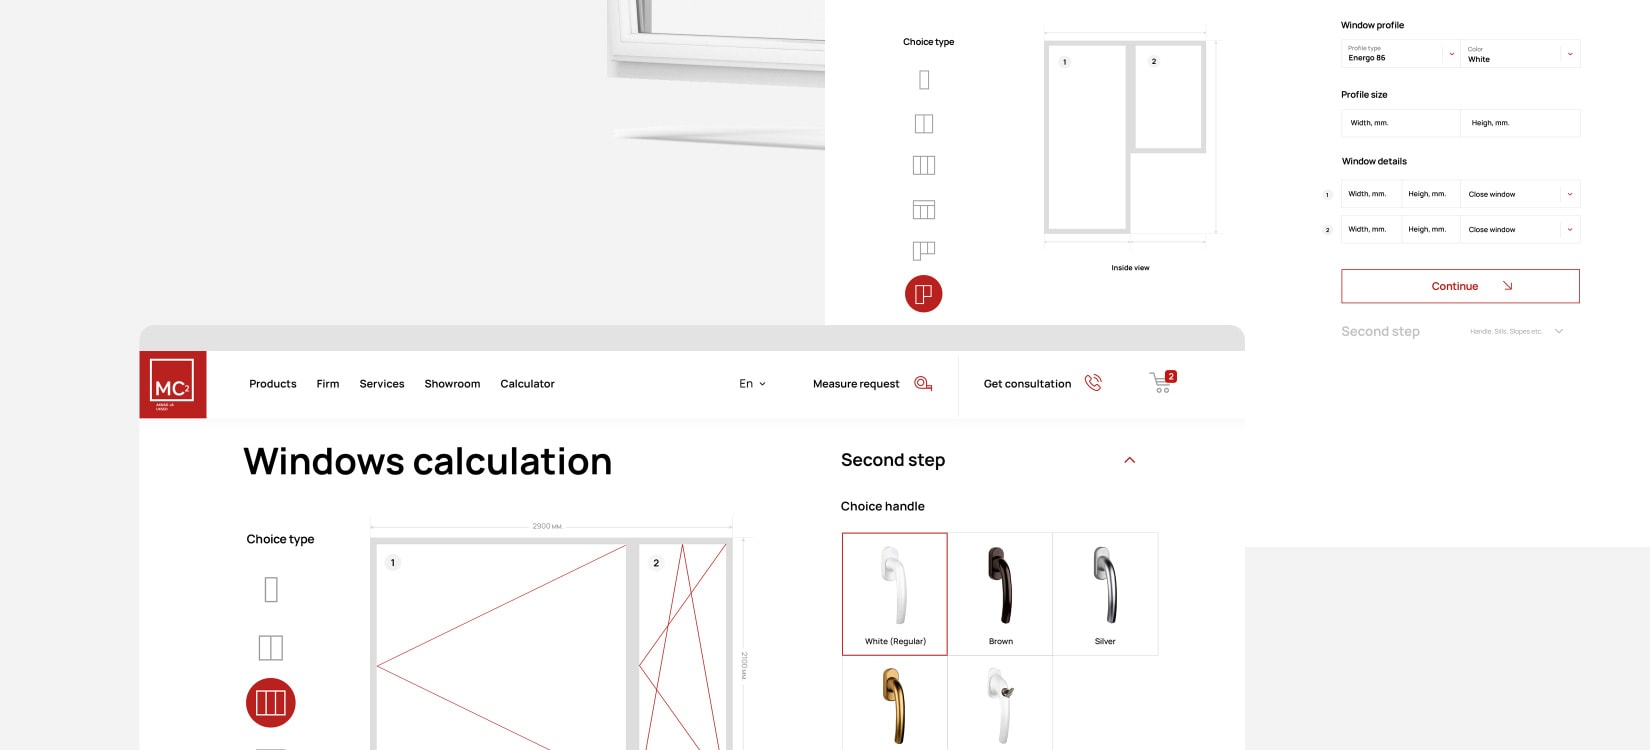 Choice type
1
2
Inside view
Window profile
Profile type
Energo 86
Color
White
Profile size
Width, mm.
Heigh, mm.
Window details
1
Width, mm.
Heigh, mm.
Close window
2
Width, mm.
Heigh, mm.
Close window
Continue
Second step
Handle, Sills, Slopes etc.
MC2
Products
Firm
Services
Showroom
Calculator
En
Measure request
Get consultation
2
Windows calculation
Choice type
2900 мм.
1
2
2100 мм.
Second step
Choice handle
White (Regular)
Brown
Silver